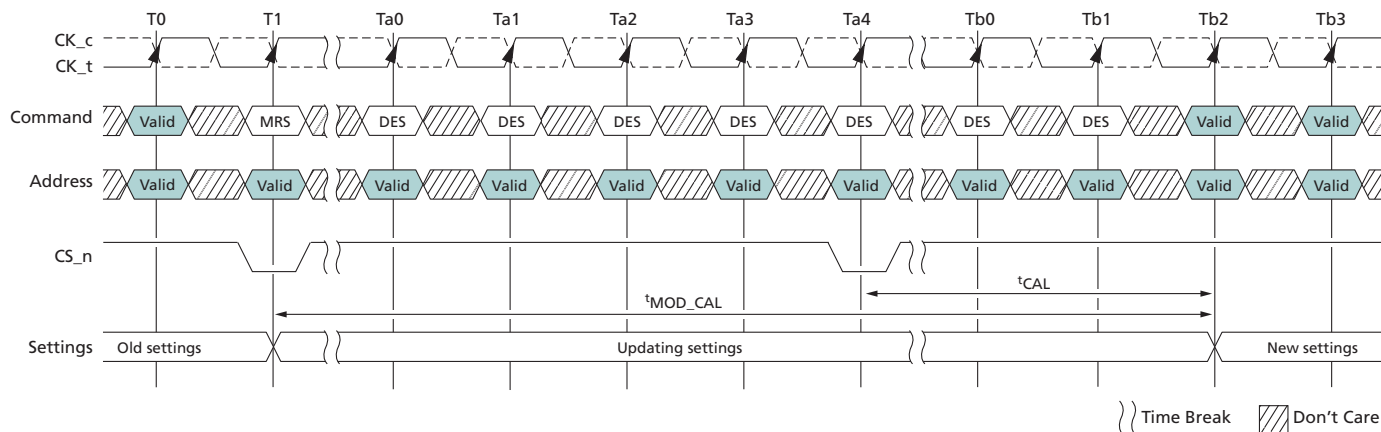 T0 T1 Ta0 Ta1 Ta2 Ta3 Ta4 Tb0 Tb1 Tb2 Tb3
CK_c
CK_t
Command Valid MRS DES DES DES DES DES DES DES Valid Valid
Address Valid Valid Valid Valid Valid Valid Valid Valid Valid Valid Valid
CS_n
tCAL
tMOD_CAL
Settings Old settings Updating settings New settings
Time Break Don't Care